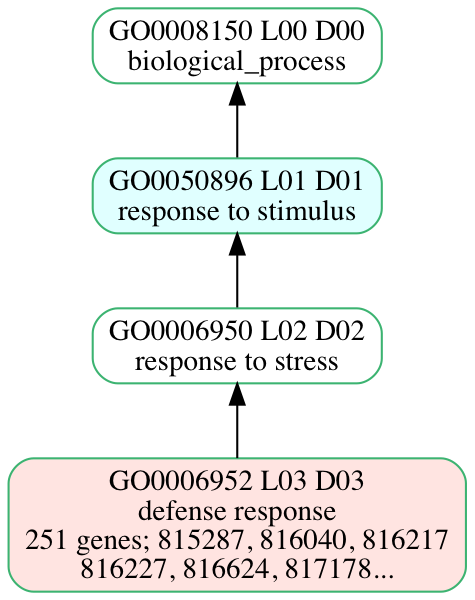 GO0008150 L00 D00
biological_process
GO0050896 L01 D01
response to stimulus
GO0006950 L02 D02
response to stress
GO0006952 L03 D03
defense response
251 genes; 815287, 816040, 816217
816227, 816624, 817178...